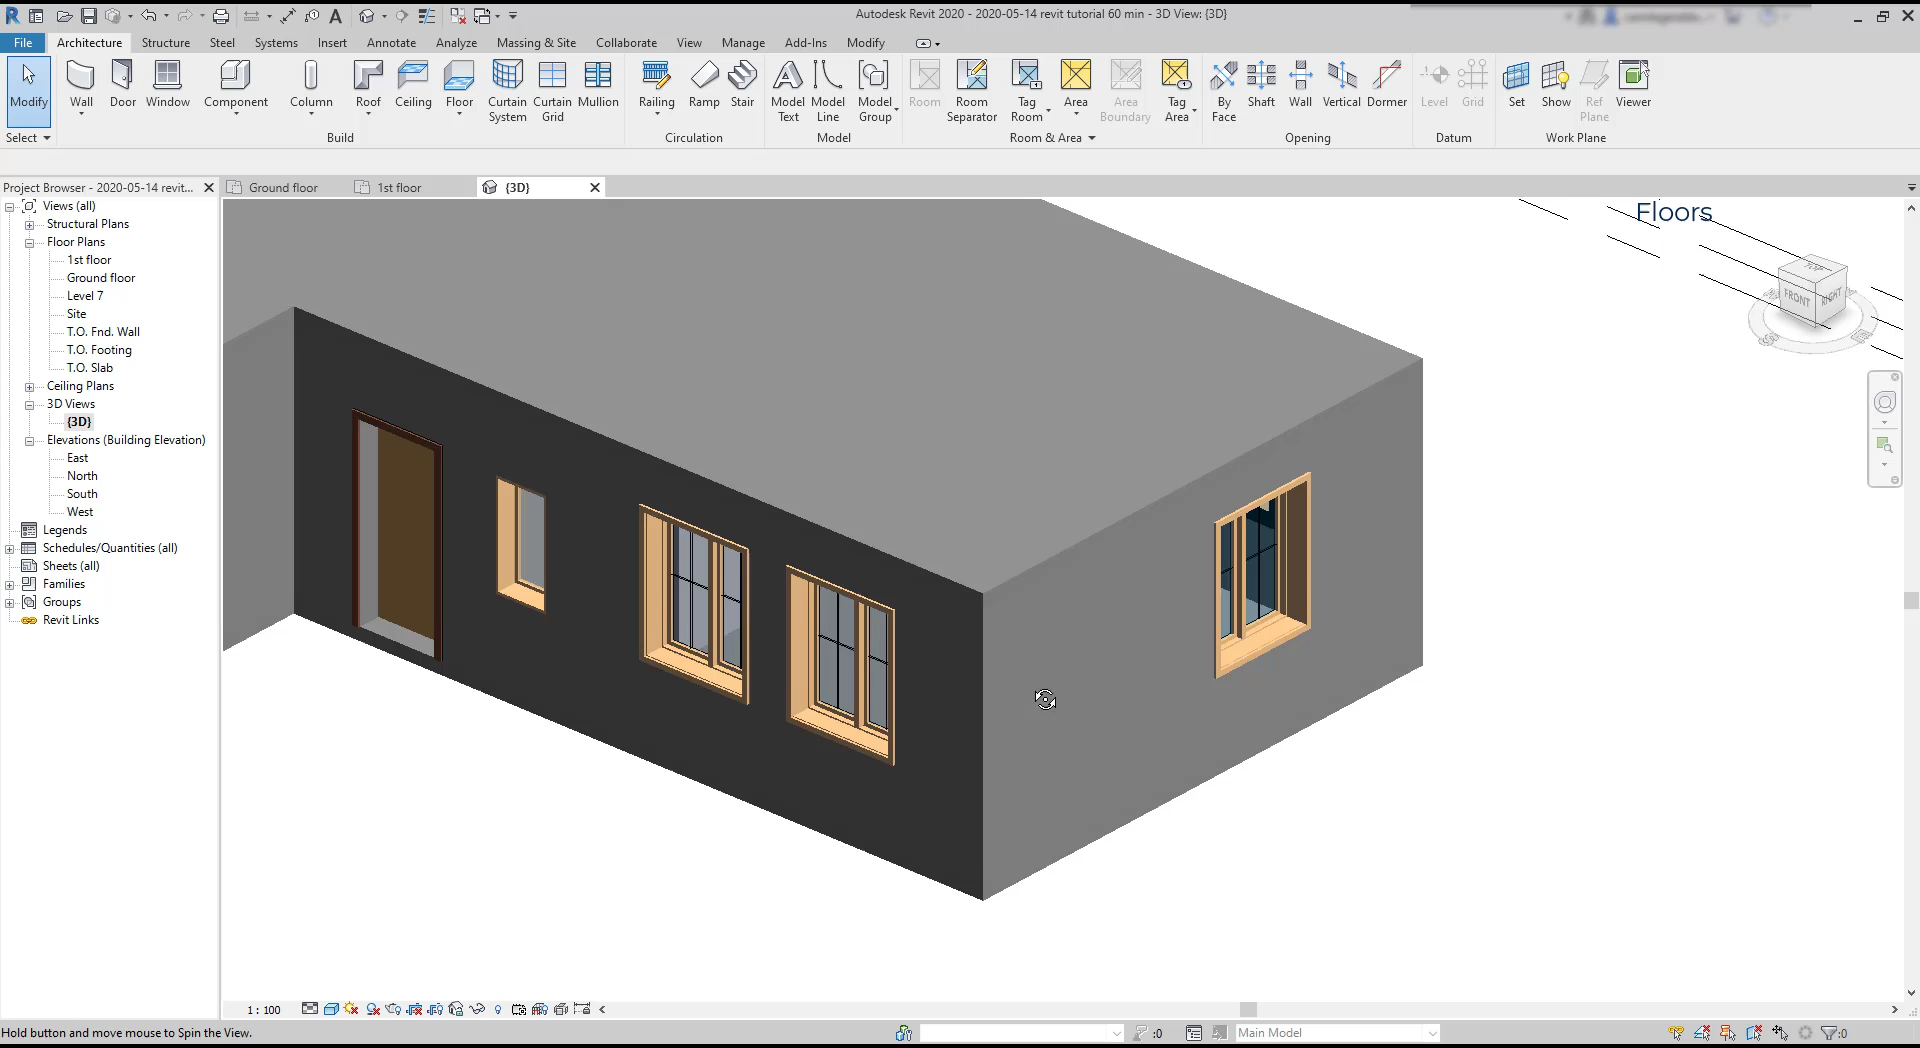 Autodesk Revit 2020 - 2020-05-14 revit tutorial 60 min - 3D View: {3D}
File Architecture Structure Steel Systems Insert Annotate Analyze Massing & Site Collaborate View Manage Add-Ins Modify
Modify Wall Door Window Component Column Roof Ceiling Floor Curtain System Curtain Grid Mullion Railing Ramp Stair Model Text Model Line Model Group Room Room Separator Tag Room Area Area Boundary Tag Area By Face Shaft Wall Vertical Dormer Level Grid Set Show Ref Plane Viewer
Select Build Circulation Model Room & Area Opening Datum Work Plane
Project Browser - 2020-05-14 revit...
Ground floor 1st floor {3D}
Views (all)
Structural Plans
Floor Plans
1st floor
Ground floor
Level 7
Site
T.O. Fnd. Wall
T.O. Footing
T.O. Slab
Ceiling Plans
3D Views
{3D}
Elevations (Building Elevation)
East
North
South
West
Legends
Schedules/Quantities (all)
Sheets (all)
Families
Groups
Revit Links
Floors
TOP
FRONT RIGHT
1 : 100
Hold button and move mouse to Spin the View.
:0
Main Model
:0